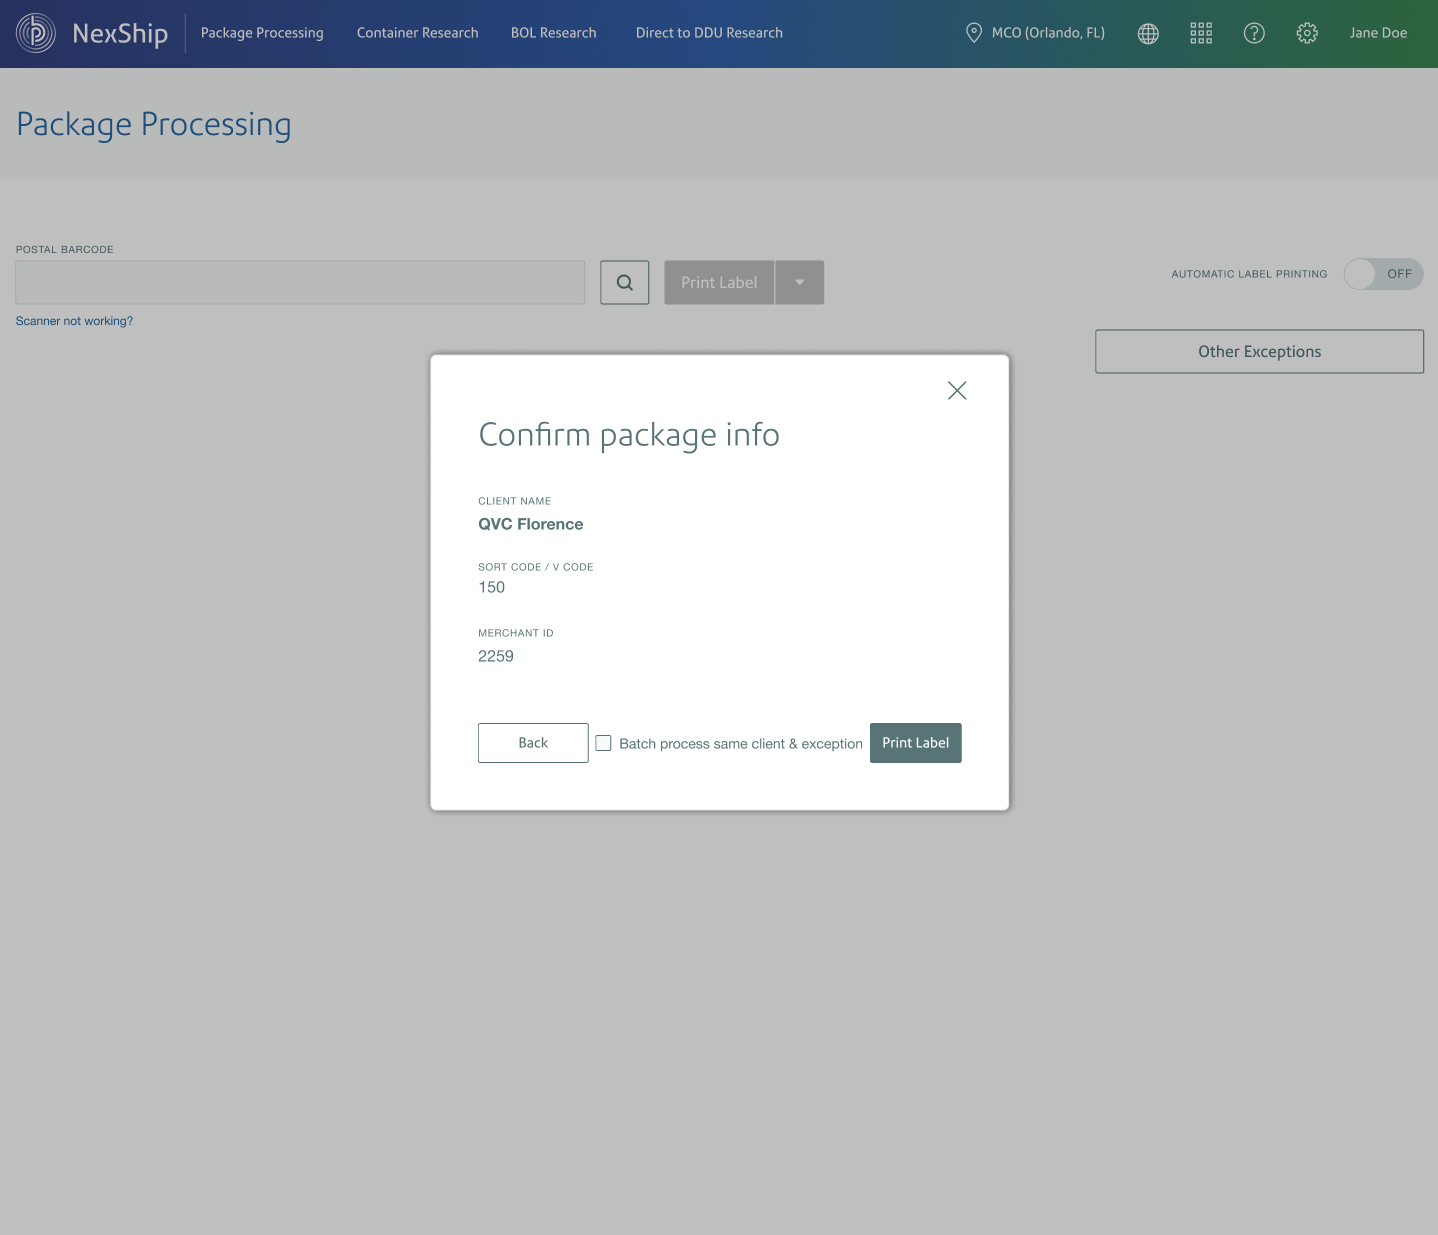 NexShip
Package Processing
Container Research
BOL Research
Direct to DDU Research
MCO (Orlando, FL)
Jane Doe
Package Processing
POSTAL BARCODE
Print Label
AUTOMATIC LABEL PRINTING
OFF
Scanner not working?
Other Exceptions
Confirm package info
CLIENT NAME
QVC Florence
SORT CODE / V CODE
150
MERCHANT ID
2259
Back
Batch process same client & exception
Print Label